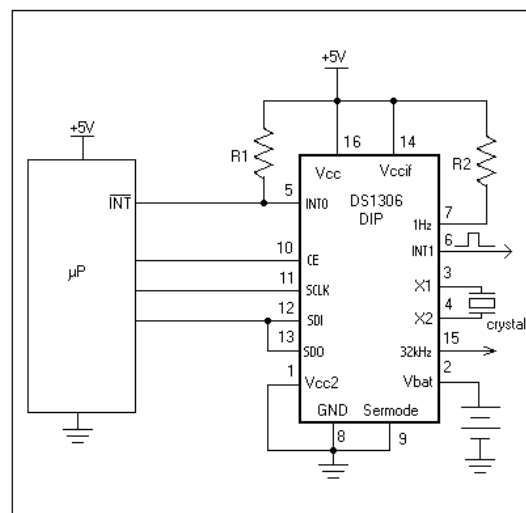 +5V
+5V
R1
16
14
R2
Vcc
Vccif
INT
5
INT0
DS1306
DIP
7
1Hz
6
INT1
µP
10
CE
3
X1
11
SCLK
12
SDI
4
X2
crystal
13
SDO
15
32kHz
1
Vcc2
2
Vbat
GND
Sermode
8
9